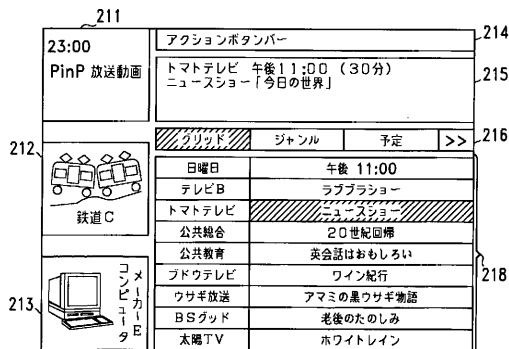 211
23:00
PinP 放送動画
アクションボタンバー
214
トマトテレビ 午後11:00 (30分)
ニュースショー「今日の世界」
215
グリッド ジャンル 予定 >>
216
212
鉄道C
日曜日 午後 11:00
テレビB ラブブラショー
トマトテレビ ニュースショー
公共総合 20世紀回帰
公共教育 英会話はおもしろい
ブドウテレビ ワイン紀行
ウサギ放送 アマミの黒ウサギ物語
BSグッド 老後のたのしみ
太陽TV ホワイトレイン
218
213
メーカーE
コンピュータ